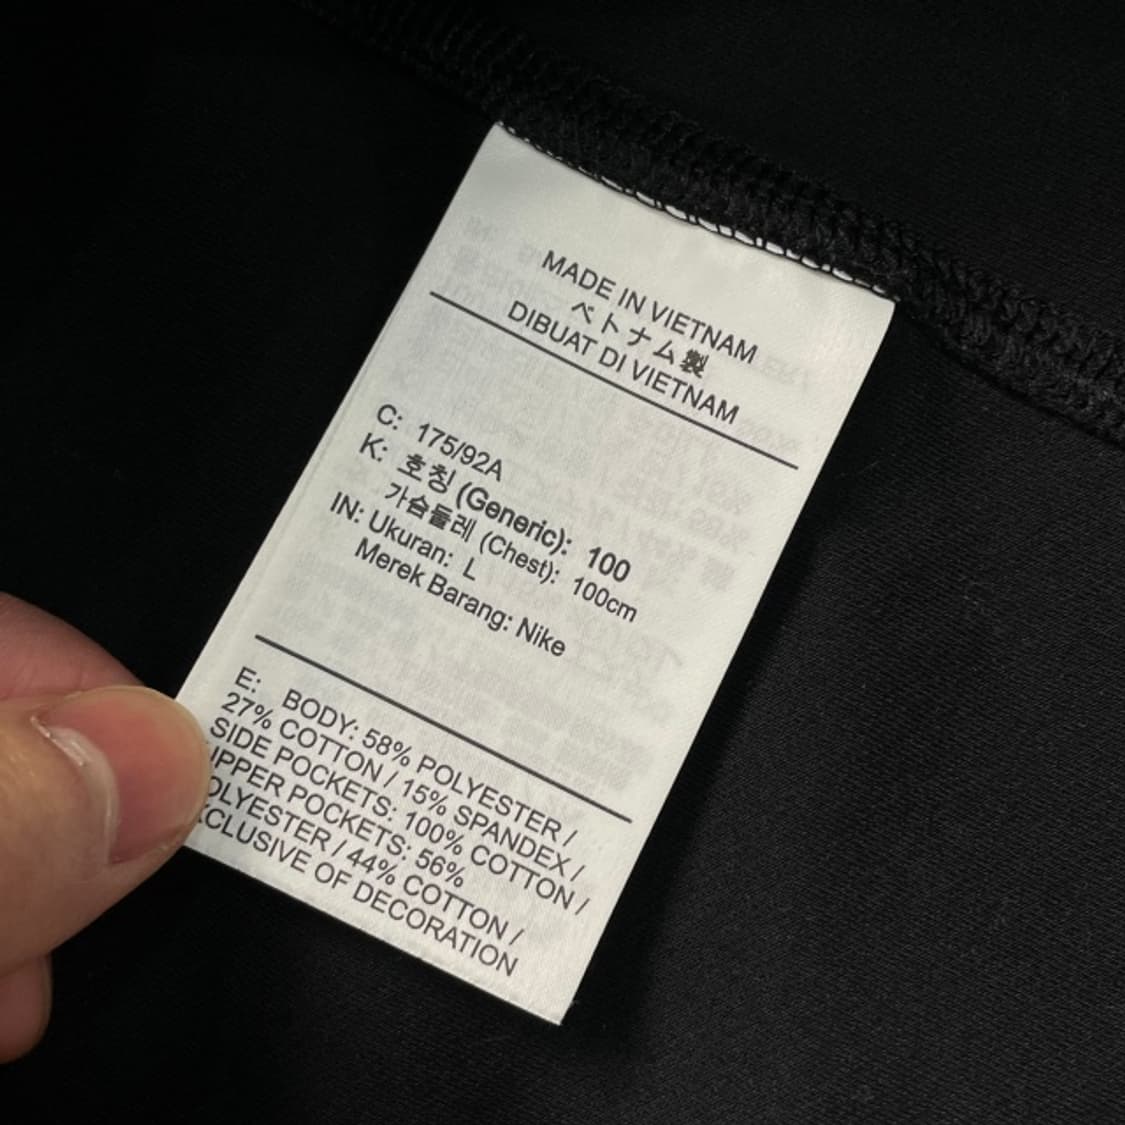 MADE IN VIETNAM
ベトナム製
DIBUAT DI VIETNAM
C: 175/92A
K: 호칭 (Generic): 100
가슴둘레 (Chest): 100cm
IN: Ukuran: L
Merek Barang: Nike
E: BODY: 58% POLYESTER /
27% COTTON / 15% SPANDEX /
SIDE POCKETS: 100% COTTON /
UPPER POCKETS: 56%
POLYESTER / 44% COTTON /
EXCLUSIVE OF DECORATION